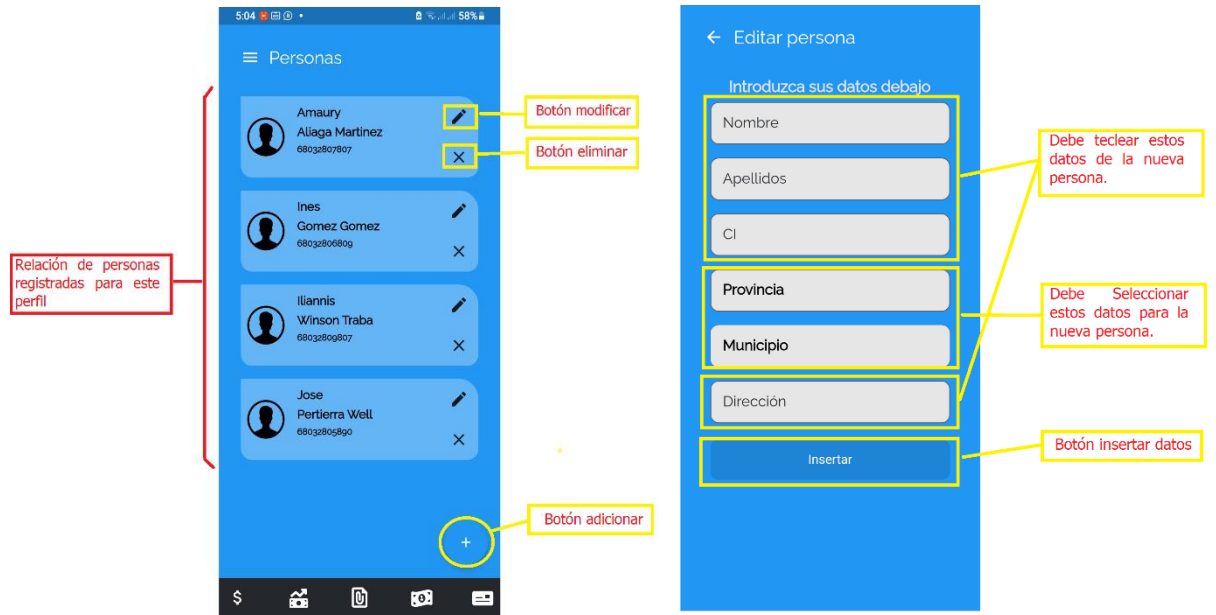 5:04
58%
Personas
Amaury
Aliaga Martinez
68032807807
Ines
Gomez Gomez
68032806809
Iliannis
Winson Traba
68032809807
Jose
Pertierra Well
68032805890
+
$
Relación de personas
registradas para este
perfil
Botón modificar
Botón eliminar
Botón adicionar
Editar persona
Introduzca sus datos debajo
Nombre
Apellidos
CI
Provincia
Municipio
Dirección
Insertar
Debe teclear estos
datos de la nueva
persona.
Debe Seleccionar
estos datos para la
nueva persona.
Botón insertar datos